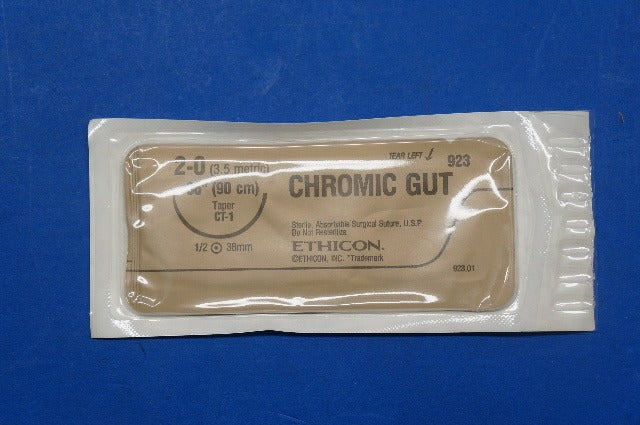 TEAR LEFT
2-0 (3.5 metric)
923
36" (90 cm)
CHROMIC GUT
Taper
CT-1
Sterile, Absorbable Surgical Suture, U.S.P.
Do Not Resterilize
1/2 36mm
ETHICON
©ETHICON, INC. *Trademark
923.01